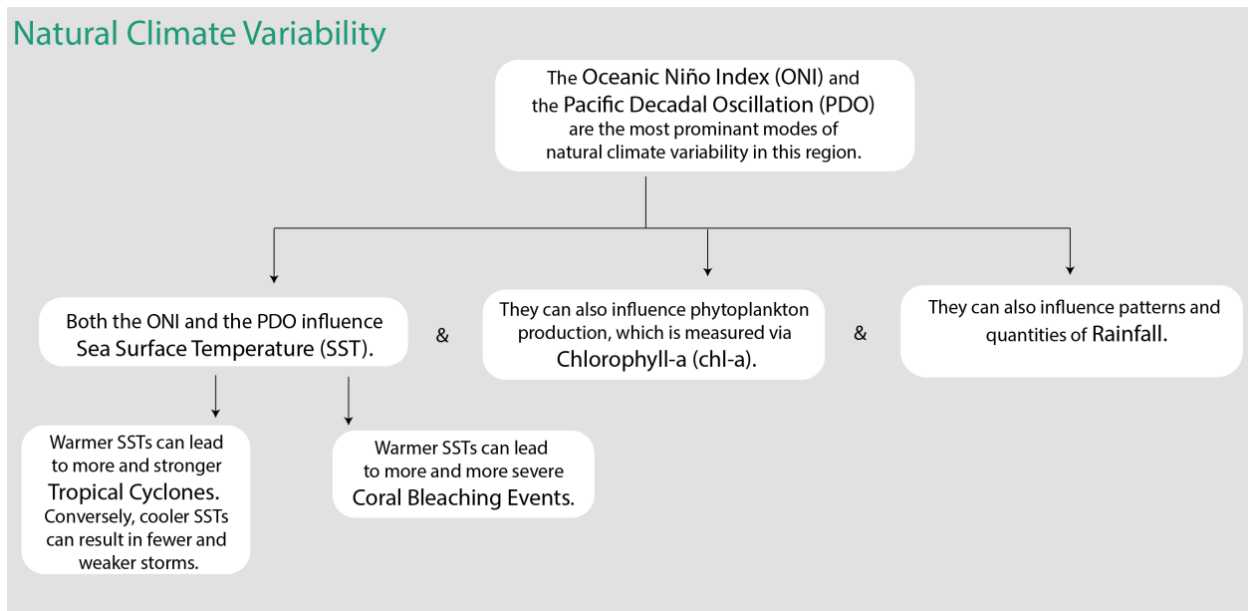 Natural Climate Variability
The Oceanic Niño Index (ONI) and
the Pacific Decadal Oscillation (PDO)
are the most prominant modes of
natural climate variability in this region.
Both the ONI and the PDO influence
Sea Surface Temperature (SST).
&
They can also influence phytoplankton
production, which is measured via
Chlorophyll-a (chl-a).
&
They can also influence patterns and
quantities of Rainfall.
Warmer SSTs can lead
to more and stronger
Tropical Cyclones.
Conversely, cooler SSTs
can result in fewer and
weaker storms.
Warmer SSTs can lead
to more and more severe
Coral Bleaching Events.